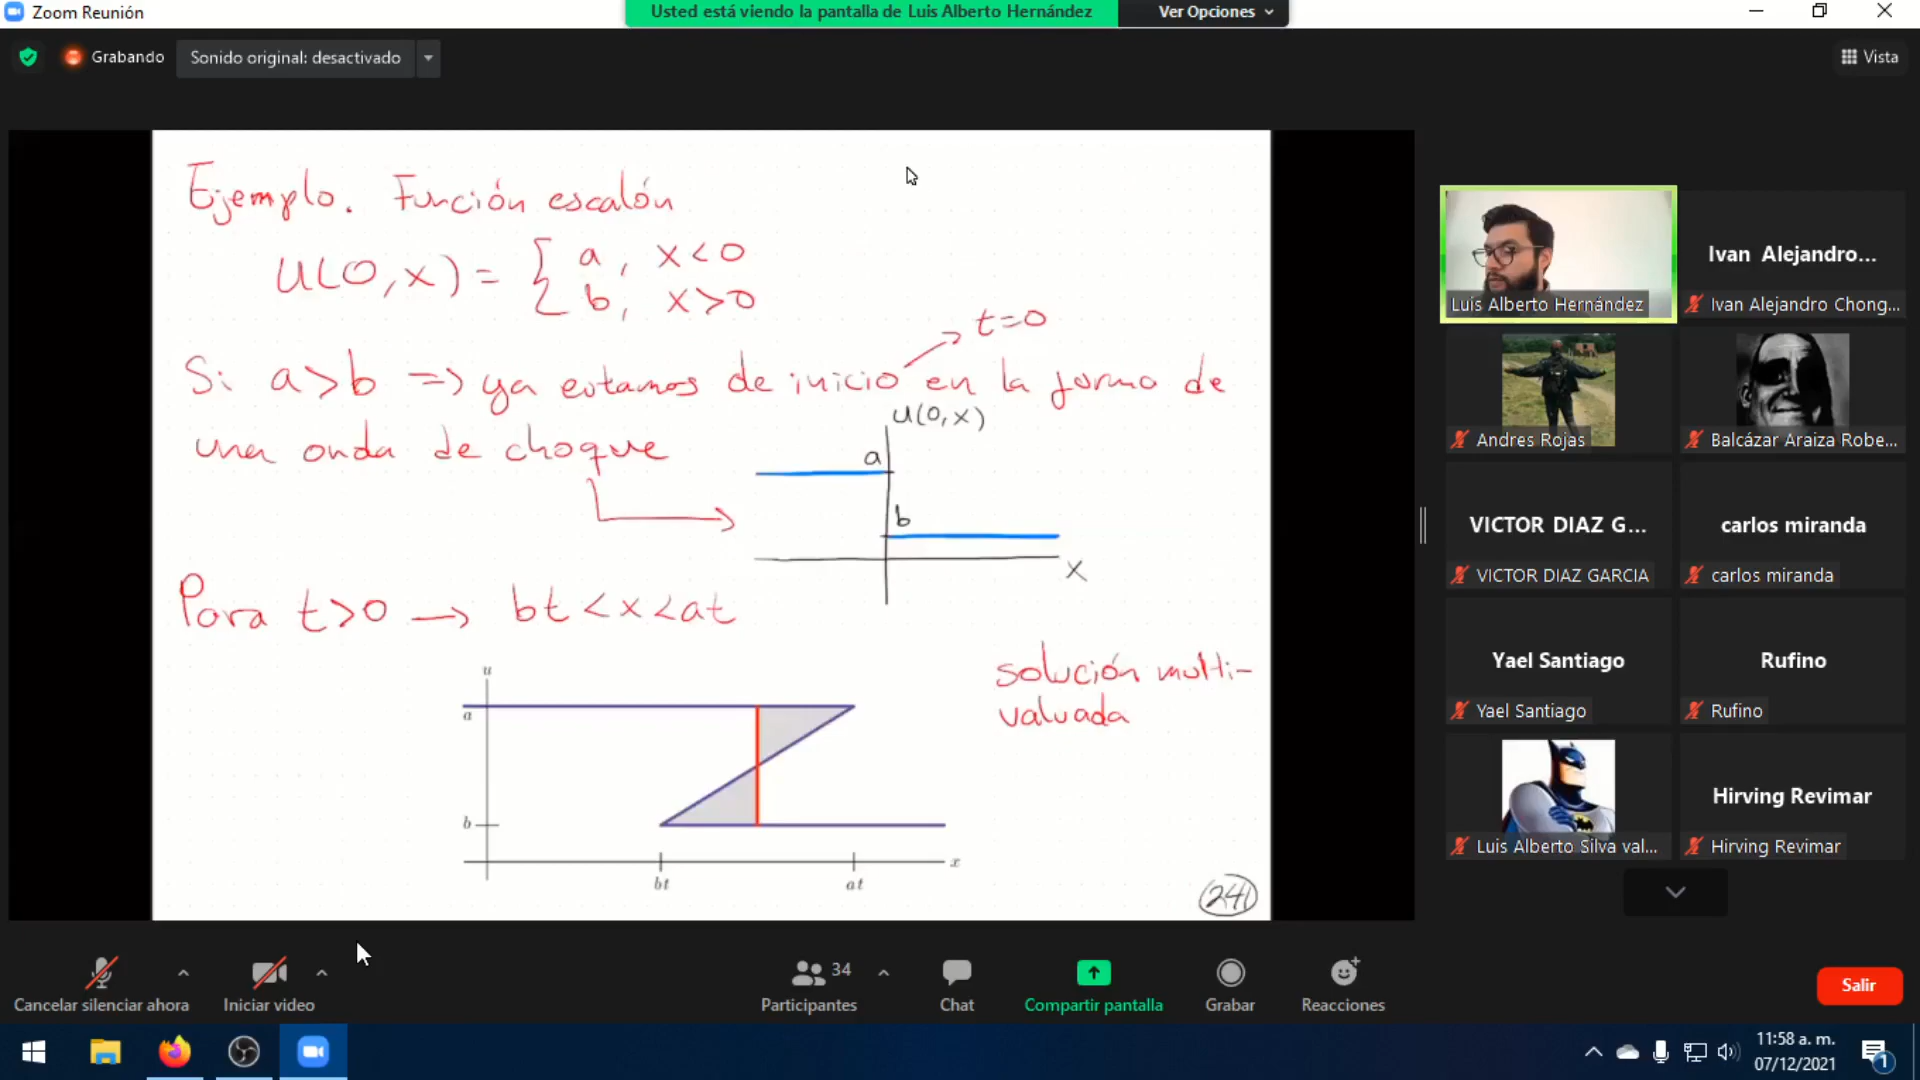 Zoom Reunión
Usted está viendo la pantalla de Luis Alberto Hernández
Ver Opciones
Grabando
Sonido original: desactivado
Vista
Ejemplo. Función escalón
u(0,x) = { a, x<0
b, x>0
t=0
Si a>b => ya estamos de inicio en la forma de
una onda de choque
u(0,x)
a
b
x
Para t>0 → bt <x<at
solución multi-
valuada
u
a
b
x
bt
at
241
Luis Alberto Hernández
Ivan Alejandro...
Ivan Alejandro Chong...
Andres Rojas
Balcázar Araiza Robe...
VICTOR DIAZ G...
VICTOR DIAZ GARCIA
carlos miranda
carlos miranda
Yael Santiago
Yael Santiago
Rufino
Rufino
Luis Alberto Silva val...
Hirving Revimar
Hirving Revimar
Cancelar silenciar ahora
Iniciar video
34
Participantes
Chat
Compartir pantalla
Grabar
Reacciones
Salir
11:58 a. m.
07/12/2021
1